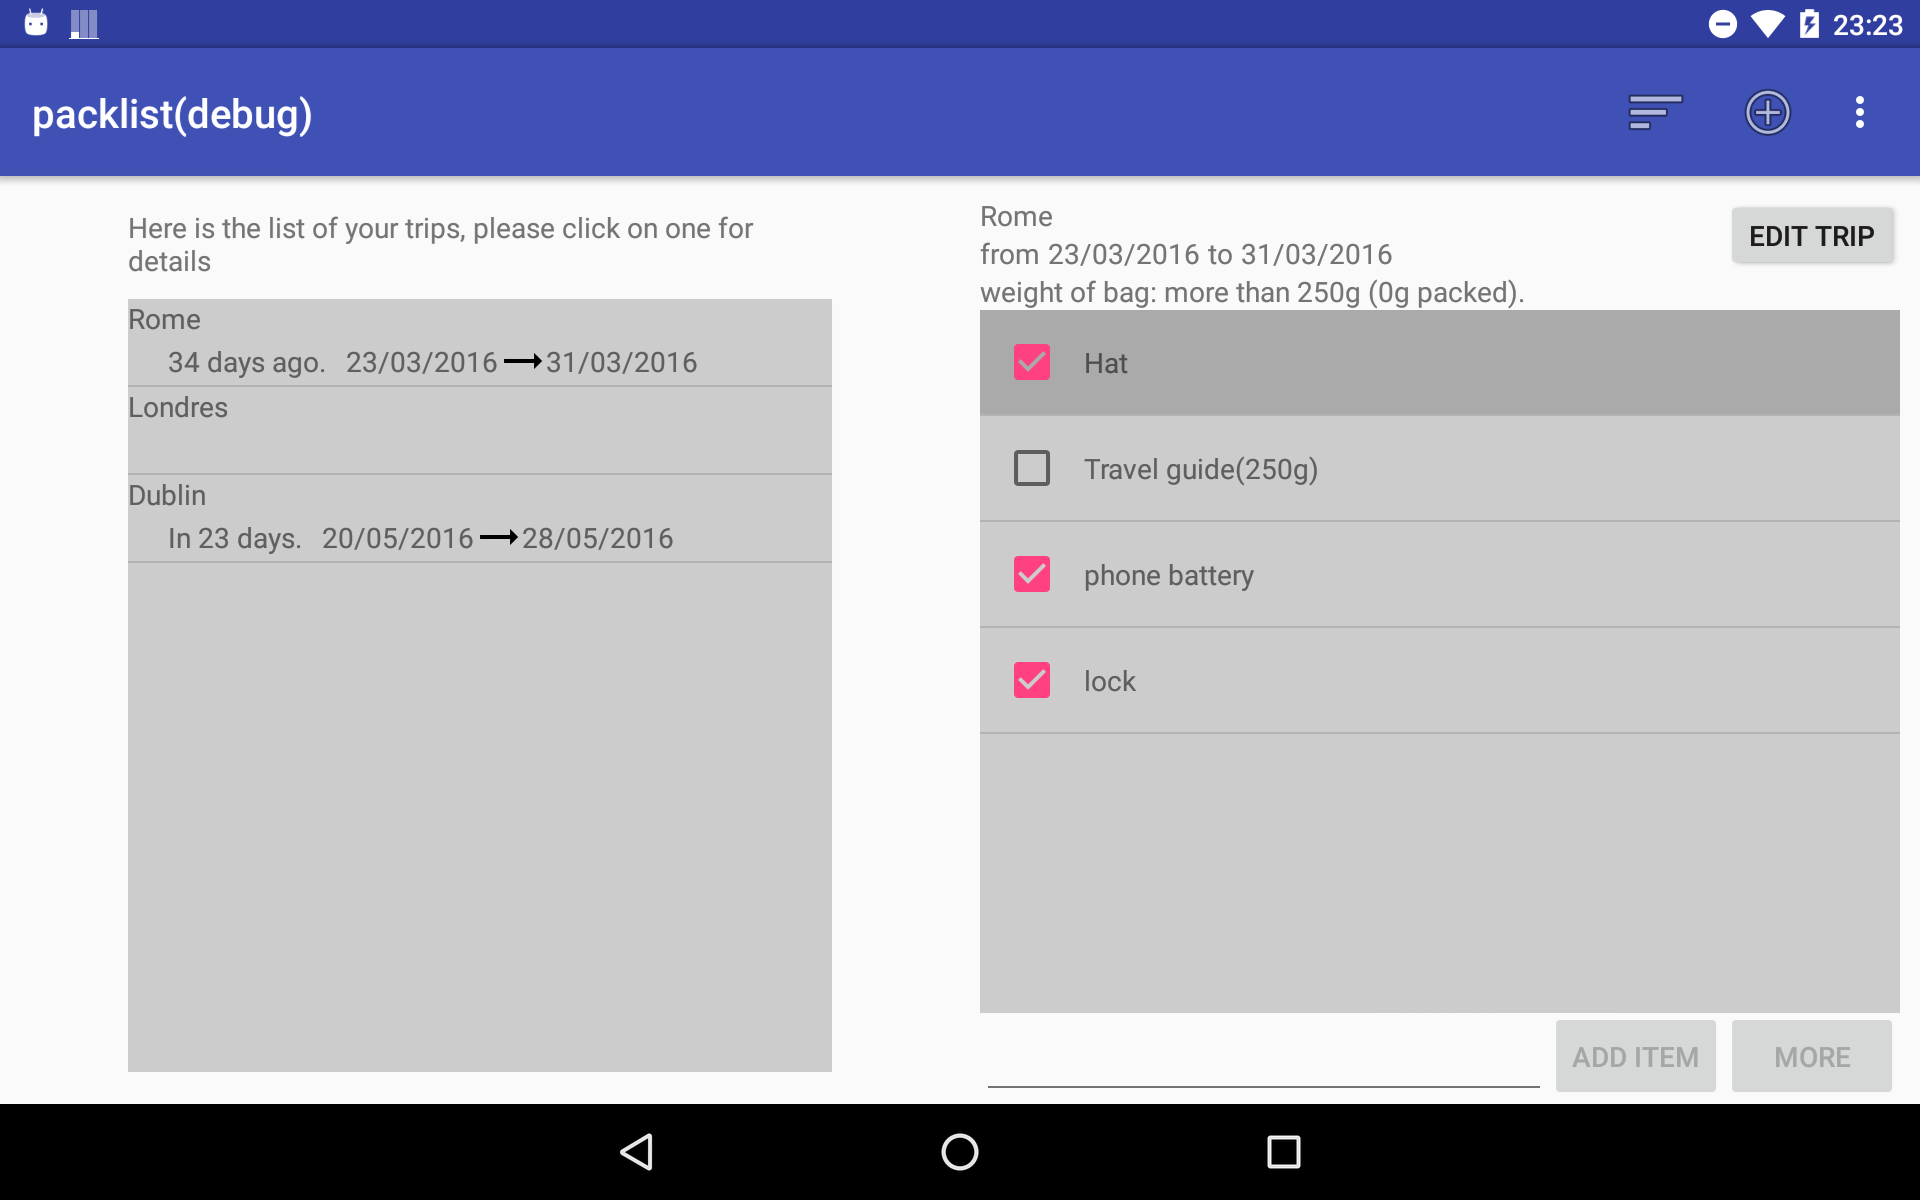 23:23
packlist(debug)
Here is the list of your trips, please click on one for
details
Rome
34 days ago. 23/03/2016 31/03/2016
Londres
Dublin
In 23 days. 20/05/2016 28/05/2016
Rome
from 23/03/2016 to 31/03/2016
weight of bag: more than 250g (0g packed).
EDIT TRIP
Hat
Travel guide(250g)
phone battery
lock
ADD ITEM
MORE